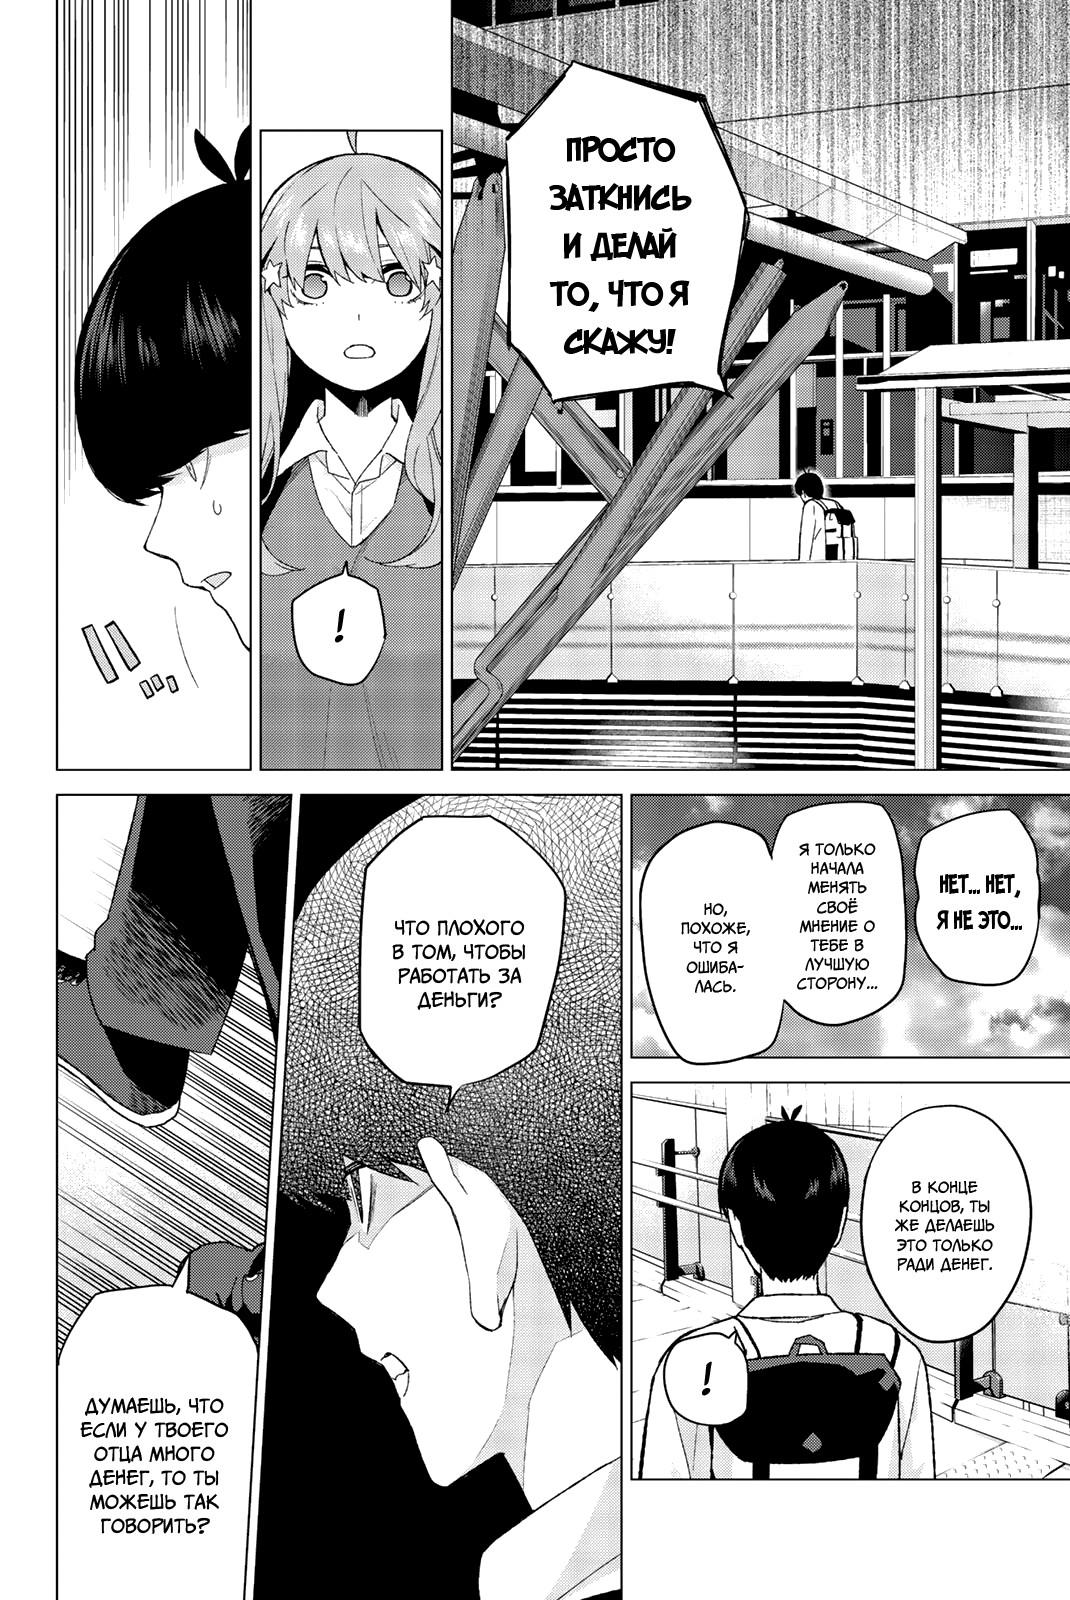 ПРОСТО
ЗАТКНИСЬ
И ДЕЛАЙ
ТО, ЧТО Я
СКАЖУ!
!
НЕТ... НЕТ,
Я НЕ ЭТО...
Я ТОЛЬКО
НАЧАЛА
МЕНЯТЬ
СВОЁ
МНЕНИЕ О
ТЕБЕ В
ЛУЧШУЮ
СТОРОНУ...
НО,
ПОХОЖЕ,
ЧТО Я
ОШИБА-
ЛАСЬ.
В КОНЦЕ
КОНЦОВ, ТЫ
ЖЕ ДЕЛАЕШЬ
ЭТО ТОЛЬКО
РАДИ ДЕНЕГ.
!
ЧТО ПЛОХОГО
В ТОМ, ЧТОБЫ
РАБОТАТЬ ЗА
ДЕНЬГИ?
ДУМАЕШЬ, ЧТО
ЕСЛИ У ТВОЕГО
ОТЦА МНОГО
ДЕНЕГ, ТО ТЫ
МОЖЕШЬ ТАК
ГОВОРИТЬ?